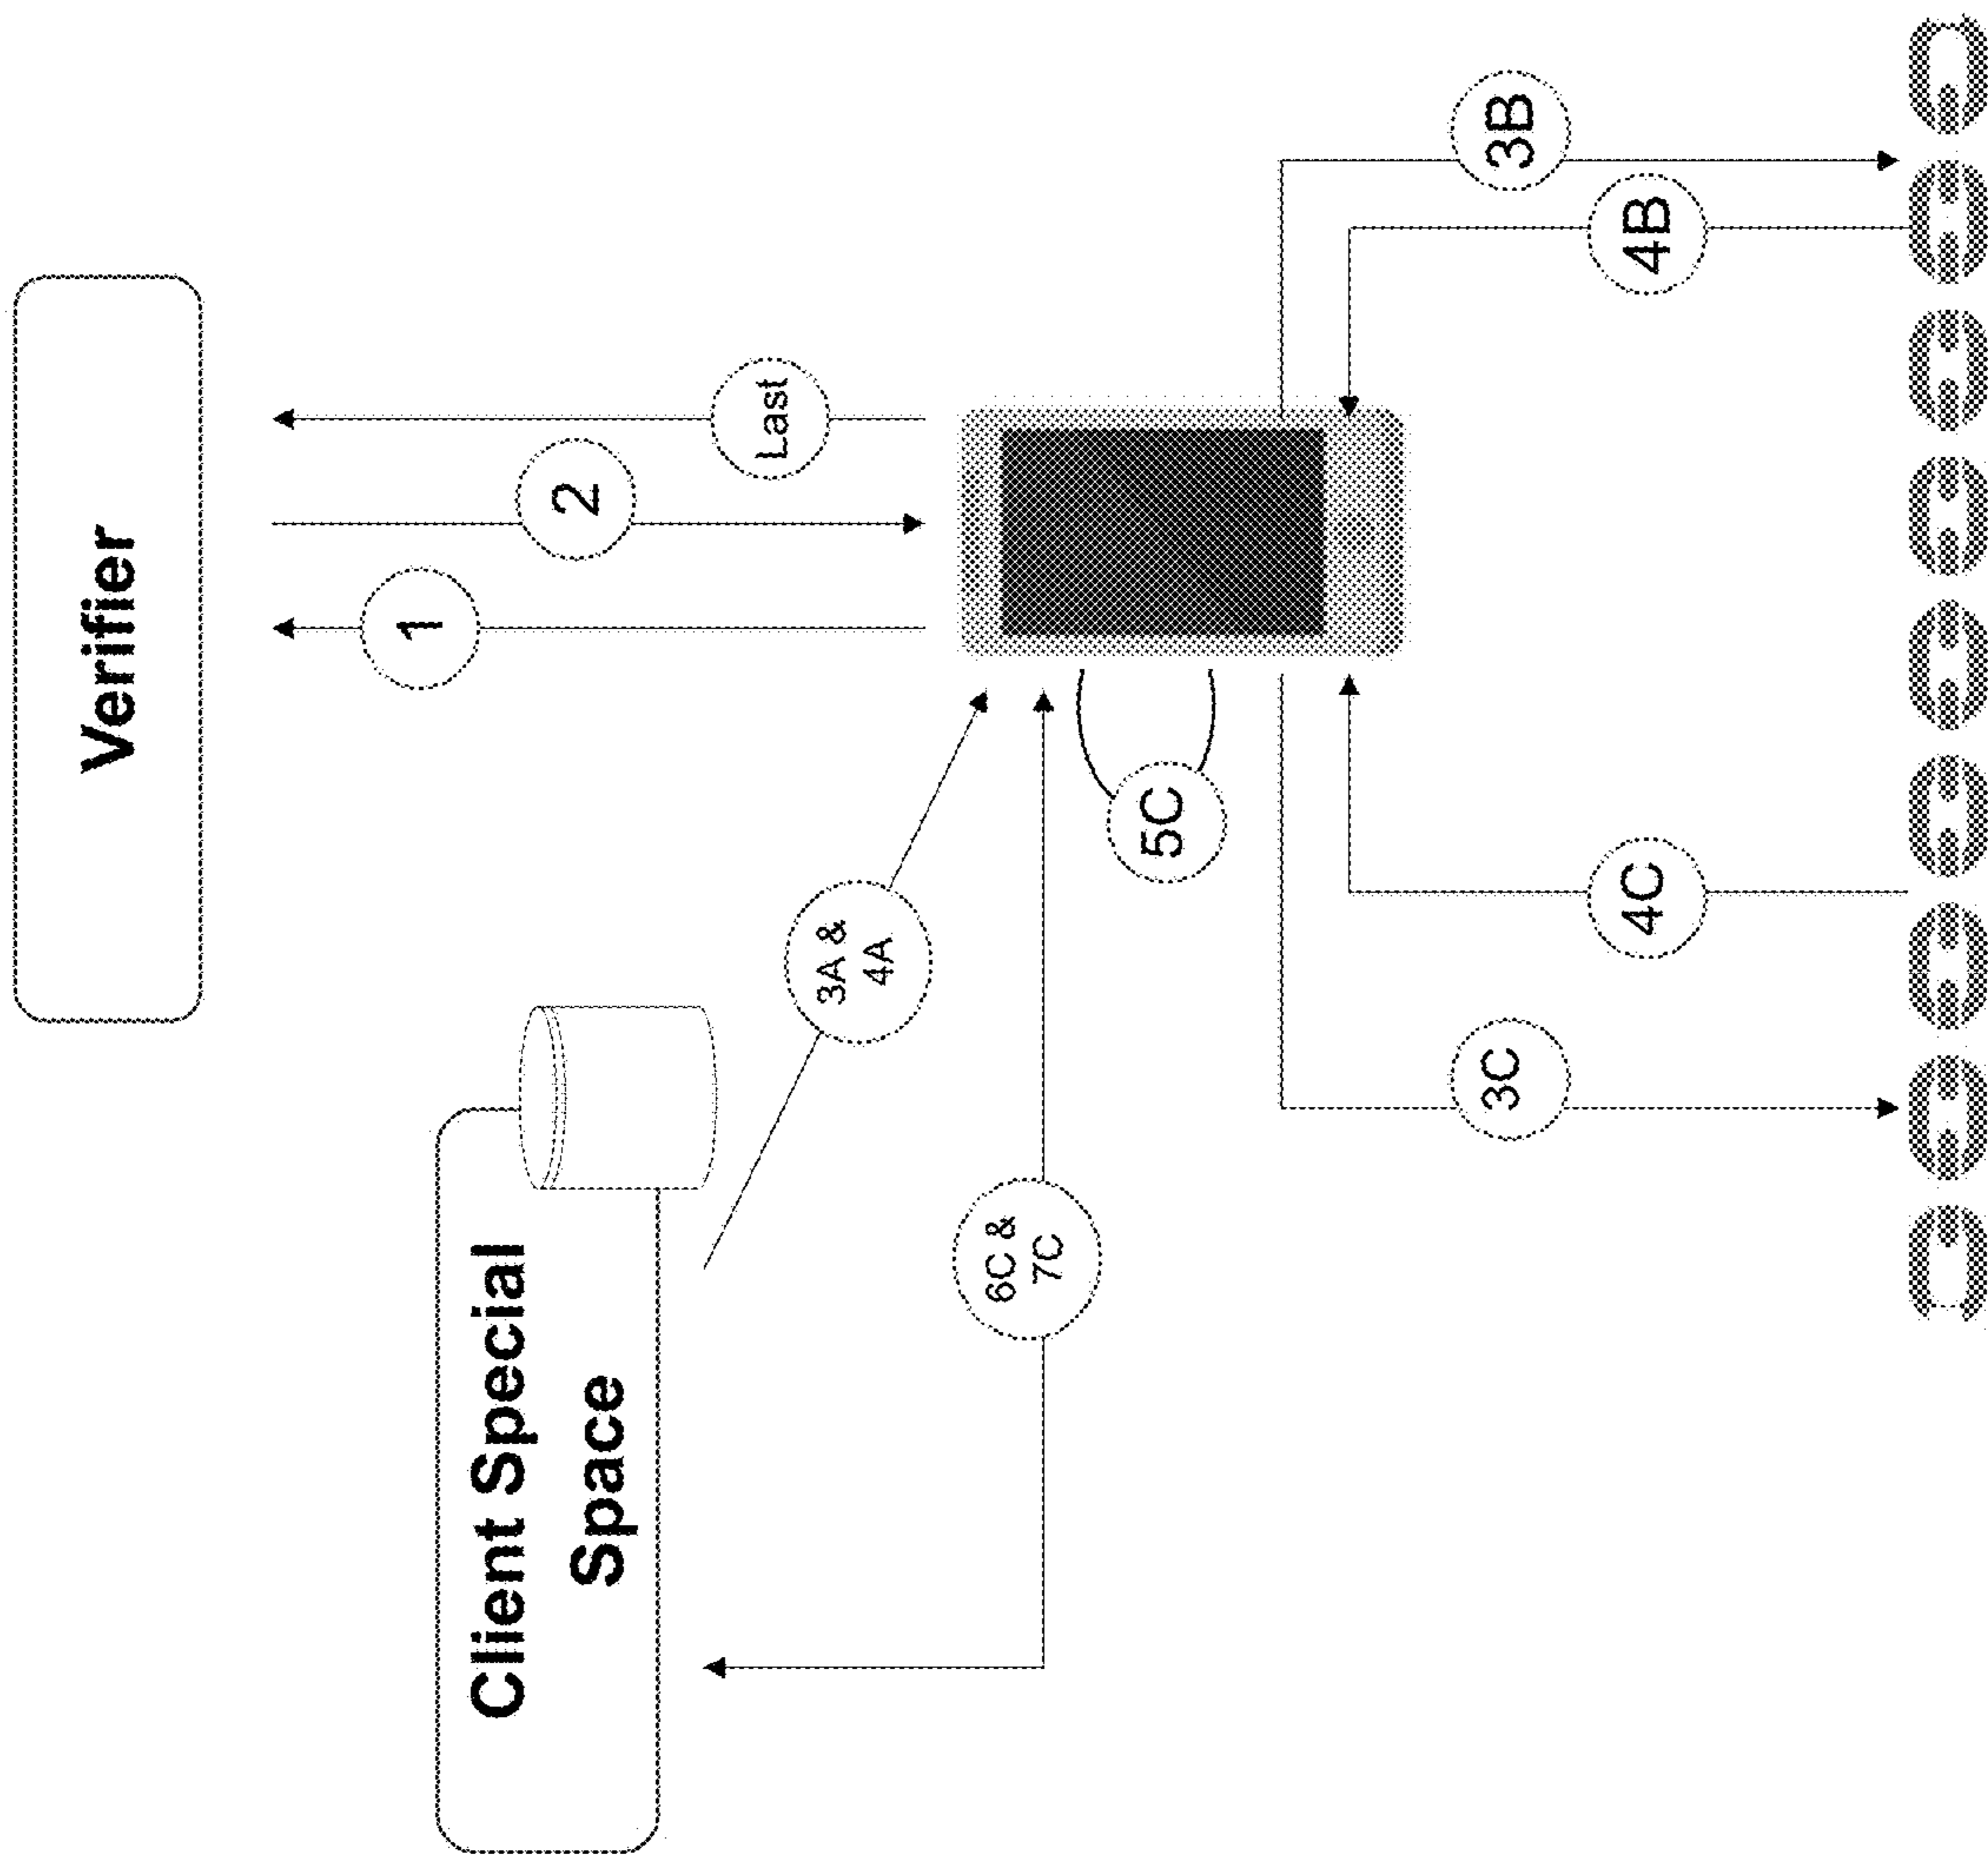 Verifier
1
2
Last
Client Special
Space
3A &
4A
6C &
7C
5C
3B
4B
4C
3C